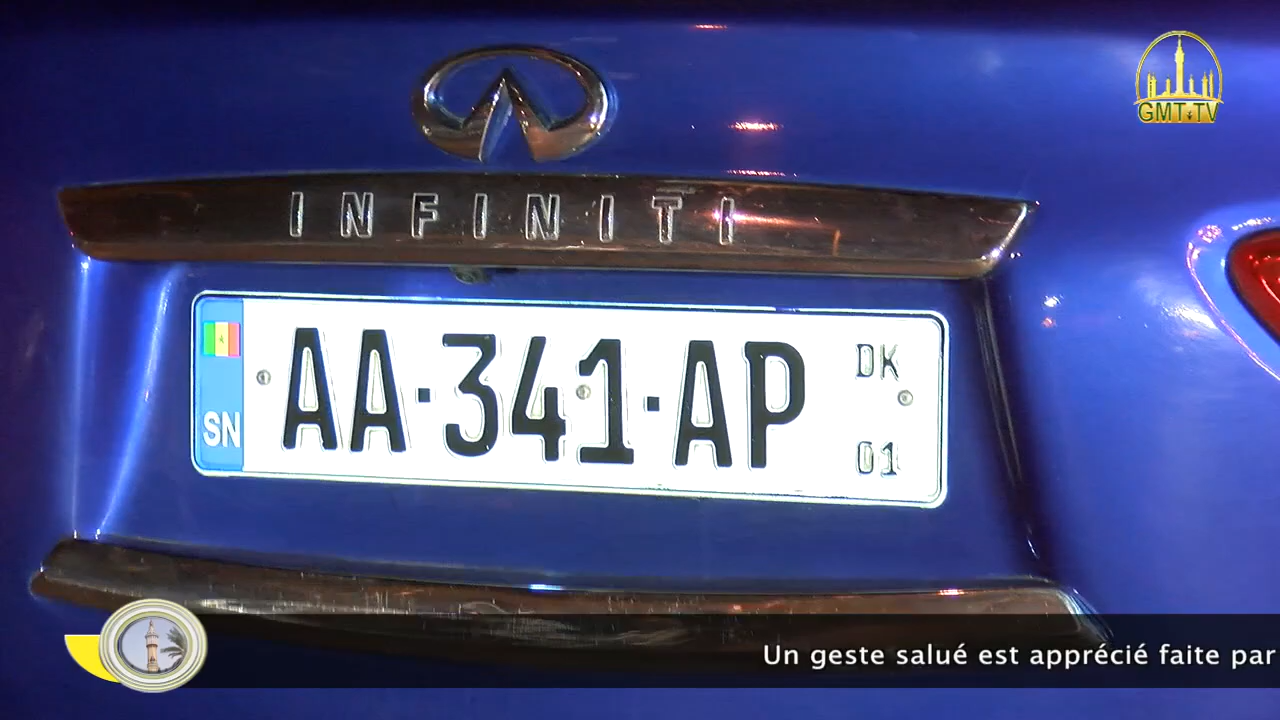 GMT TV
INFINITI
SN
AA·341·AP
DK
01
Un geste salué est apprécié faite par